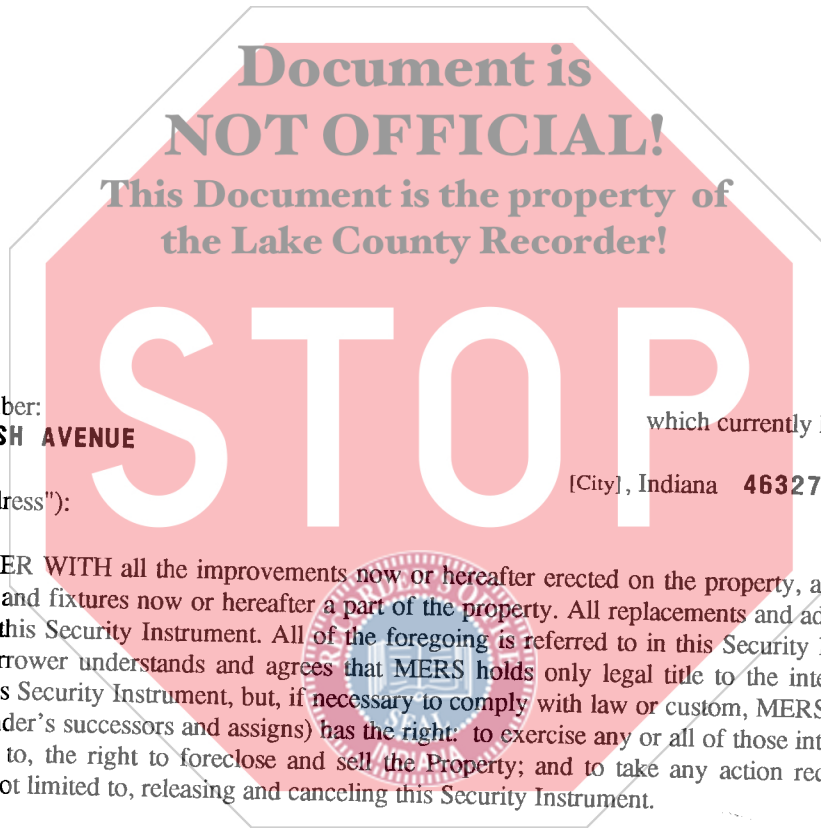 Document is
NOT OFFICIAL!
This Document is the property of
the Lake County Recorder!
STOP
ber:
SH AVENUE
which currently
[City], Indiana 46327
dress"):
ER WITH all the improvements now or hereafter erected on the property, a
and fixtures now or hereafter a part of the property. All replacements and ad
this Security Instrument. All of the foregoing is referred to in this Security
rrower understands and agrees that MERS holds only legal title to the inte
s Security Instrument, but, if necessary to comply with law or custom, MERS
der's successors and assigns) has the right: to exercise any or all of those int
to, the right to foreclose and sell the Property; and to take any action req
ot limited to, releasing and canceling this Security Instrument.
RECORDER'S OFFICE
SEAL
INDIANA